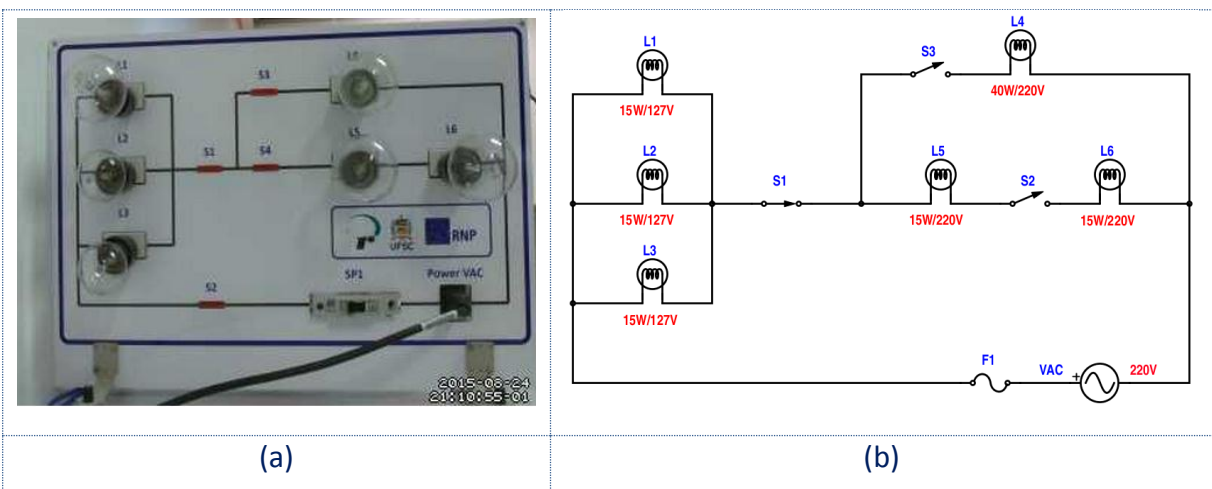 L1
S3
L4
L2
L5
L6
S1
S4
L3
UFSC
RNP
SP1
Power VAC
S2
2015-08-24
21:10:55-01
(a)
L1
15W/127V
L2
15W/127V
L3
15W/127V
S1
S3
L4
40W/220V
L5
15W/220V
S2
L6
15W/220V
F1
VAC
+
220V
(b)